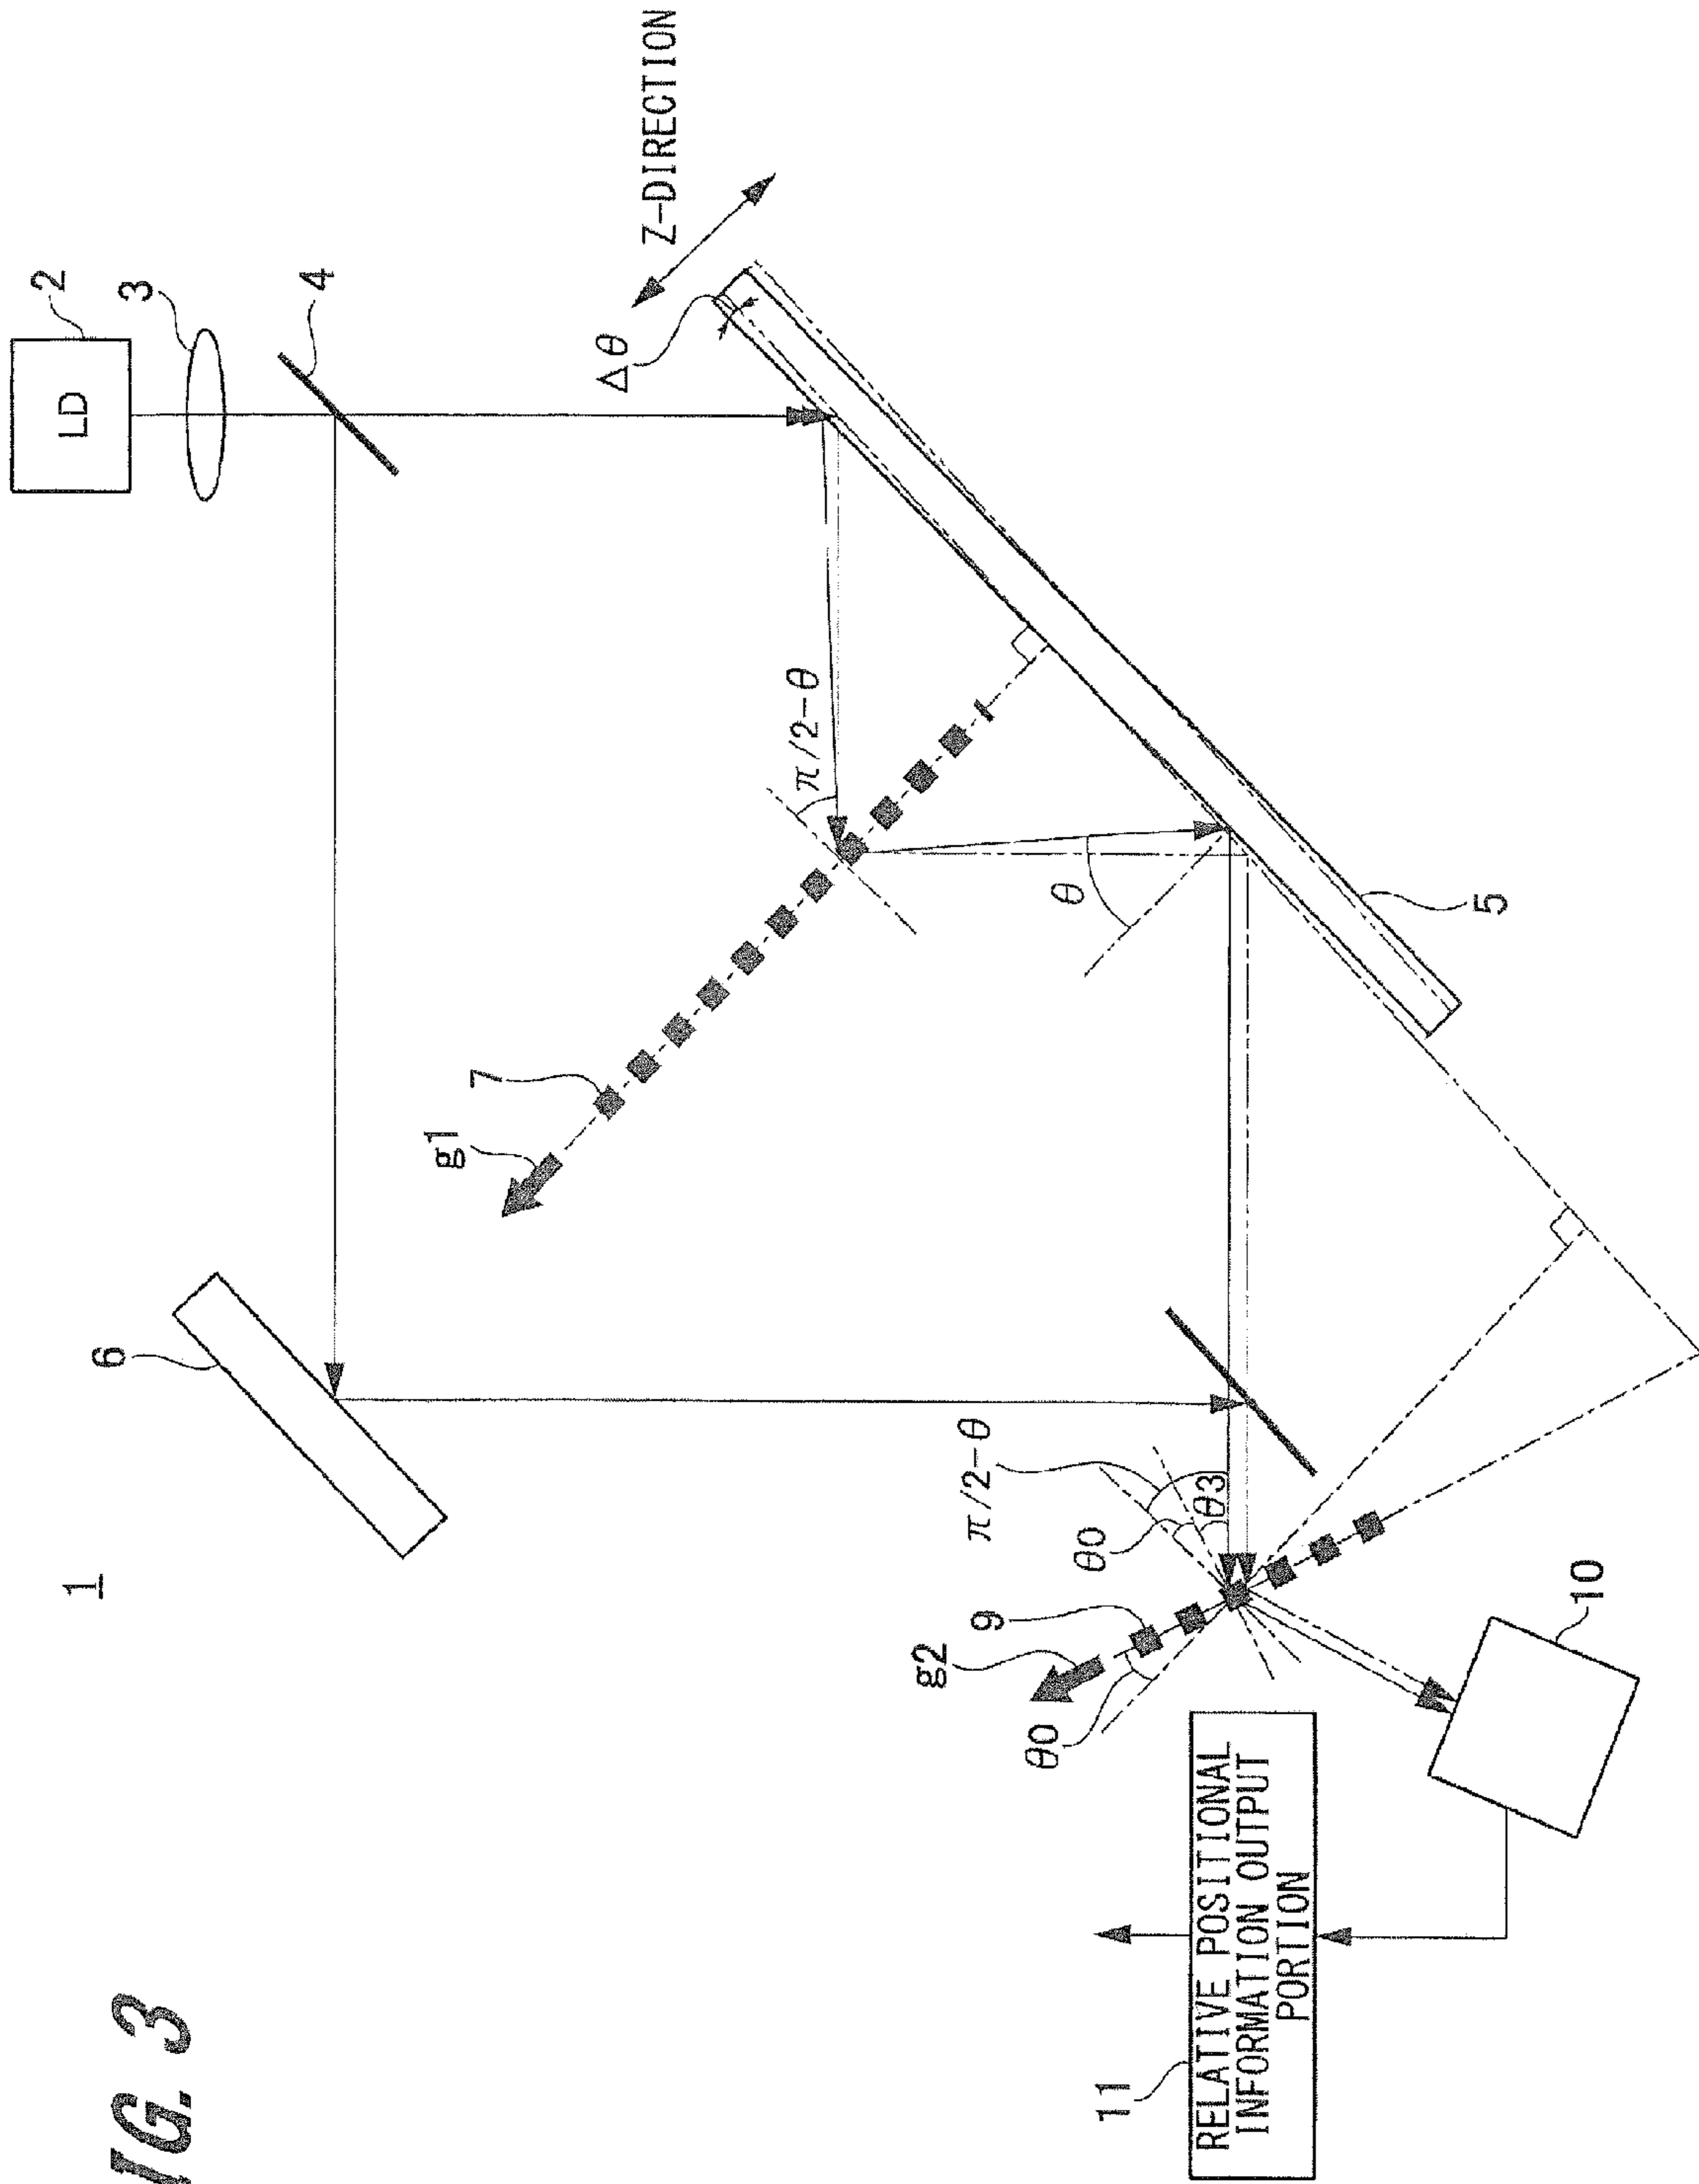 FIG. 3
1
LD
2
3
4
Z-DIRECTION
Δθ
6
7
g1
π/2-θ
θ
5
π/2-θ
θ3
θ0
9
g2
θ0
10
11
RELATIVE POSITIONAL
INFORMATION OUTPUT
PORTION